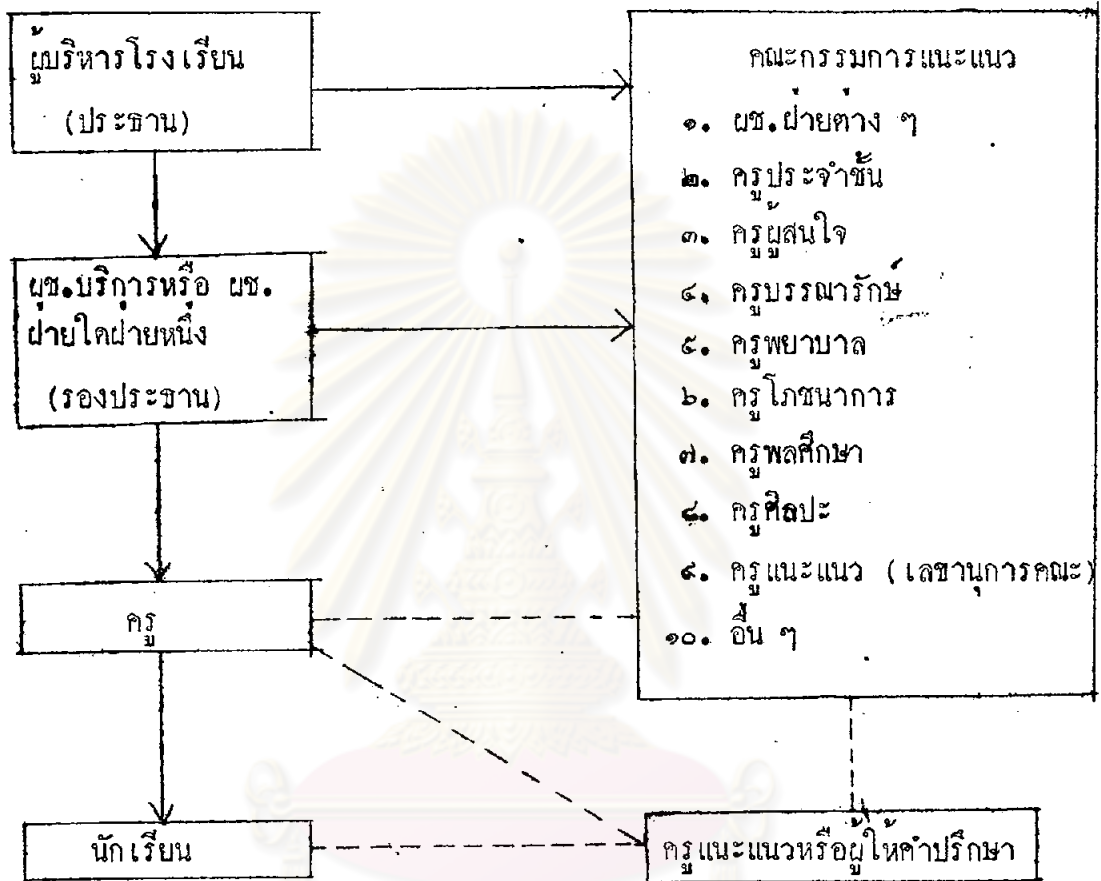 ผู้บริหารโรงเรียน
(ประธาน)
ผช.บริการหรือ ผช.
ฝ่ายใดฝ่ายหนึ่ง
(รองประธาน)
ครู
นักเรียน
คณะกรรมการแนะแนว
๑. ผช.ฝ่ายต่าง ๆ
๒. ครูประจำชั้น
๓. ครูผู้สนใจ
๔. ครูบรรณารักษ์
๕. ครูพยาบาล
๖. ครูโภชนาการ
๗. ครูพลศึกษา
๘. ครูศิลปะ
๙. ครูแนะแนว (เลขานุการคณะ)
๑๐. อื่น ๆ
ครูแนะแนวหรือผู้ให้คำปรึกษา